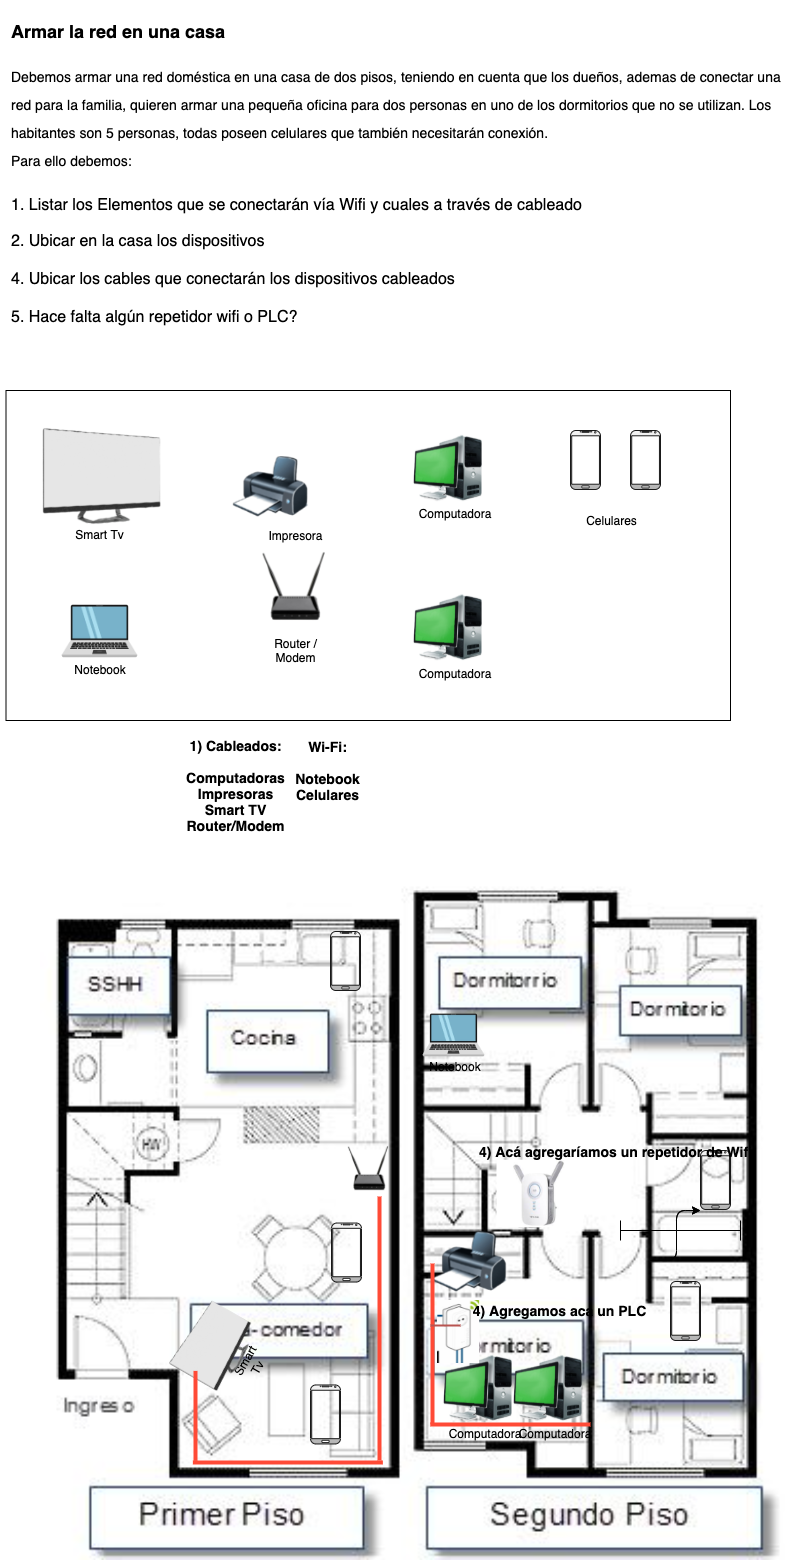 Armar la red en una casa
Debemos armar una red doméstica en una casa de dos pisos, teniendo en cuenta que los dueños, ademas de conectar una
red para la familia, quieren armar una pequeña oficina para dos personas en uno de los dormitorios que no se utilizan. Los
habitantes son 5 personas, todas poseen celulares que también necesitarán conexión.
Para ello debemos:
1. Listar los Elementos que se conectarán vía Wifi y cuales a través de cableado
2. Ubicar en la casa los dispositivos
4. Ubicar los cables que conectarán los dispositivos cableados
5. Hace falta algún repetidor wifi o PLC?
Smart Tv
Impresora
Computadora
Celulares
Notebook
Router /
Modem
Computadora
1) Cableados:
Computadoras
Impresoras
Smart TV
Router/Modem
Wi-Fi:
Notebook
Celulares
SSHH
Cocina
HW
a-comedor
Smart
Tv
Ingreso
Primer Piso
Dormitorrio
Dormitorio
Notebook
4) Acá agregaríamos un repetidor de Wif
4) Agregamos acá un PLC
rmitorio
Dormitorio
Computadora
Computadora
Segundo Piso